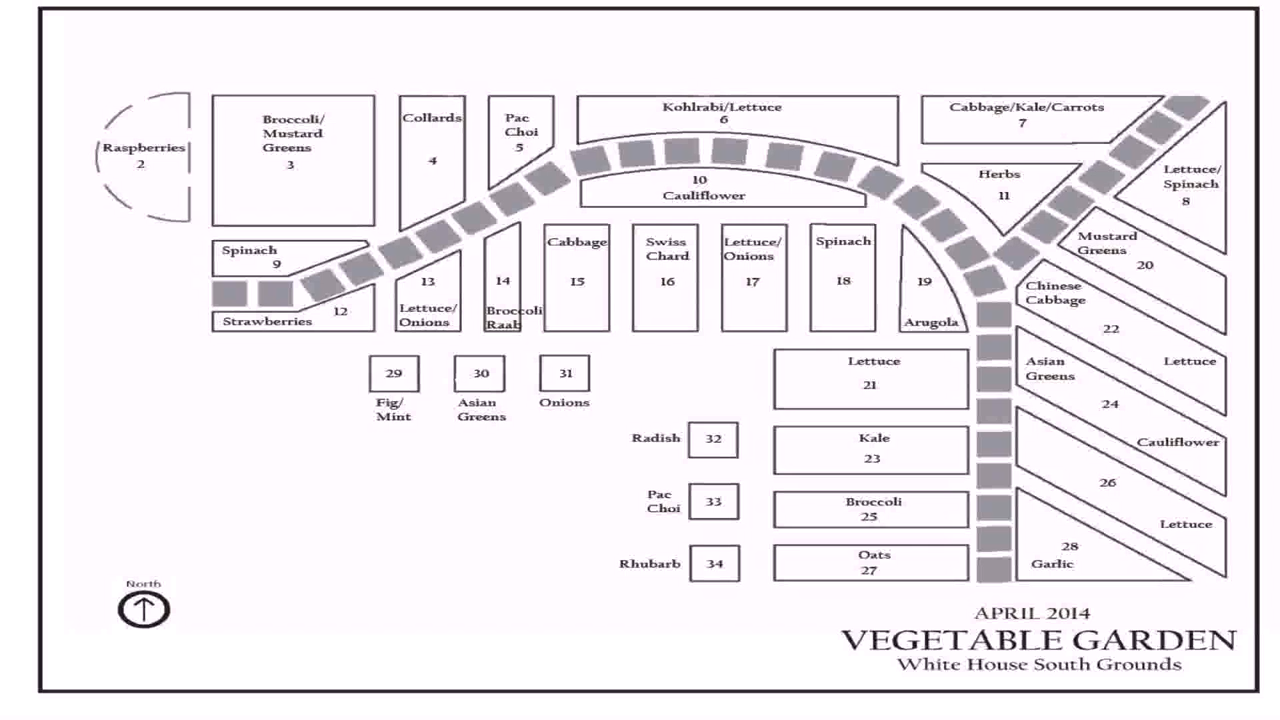 Raspberries
2
Broccoli/
Mustard
Greens
3
Collards
4
Pac
Choi
5
Kohlrabi/Lettuce
6
Cabbage/Kale/Carrots
7
Lettuce/
Spinach
8
Spinach
9
10
Cauliflower
Herbs
11
12
Strawberries
13
Lettuce/
Onions
14
Broccoli
Raab
Cabbage
15
Swiss
Chard
16
Lettuce/
Onions
17
Spinach
18
19
Arugola
Mustard
Greens
20
Lettuce
21
Chinese
Cabbage
22
Lettuce
Kale
23
Asian
Greens
24
Cauliflower
Broccoli
25
26
Lettuce
Oats
27
28
Garlic
29
Fig/
Mint
30
Asian
Greens
31
Onions
Radish
32
Pac
Choi
33
Rhubarb
34
North
APRIL 2014
VEGETABLE GARDEN
White House South Grounds